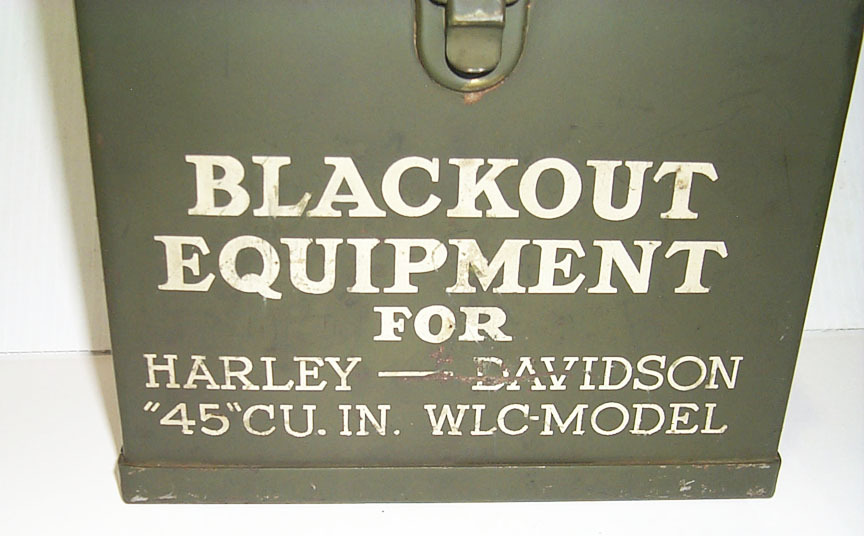 BLACKOUT
EQUIPMENT
FOR
HARLEY — DAVIDSON
"45" CU. IN. WLC-MODEL